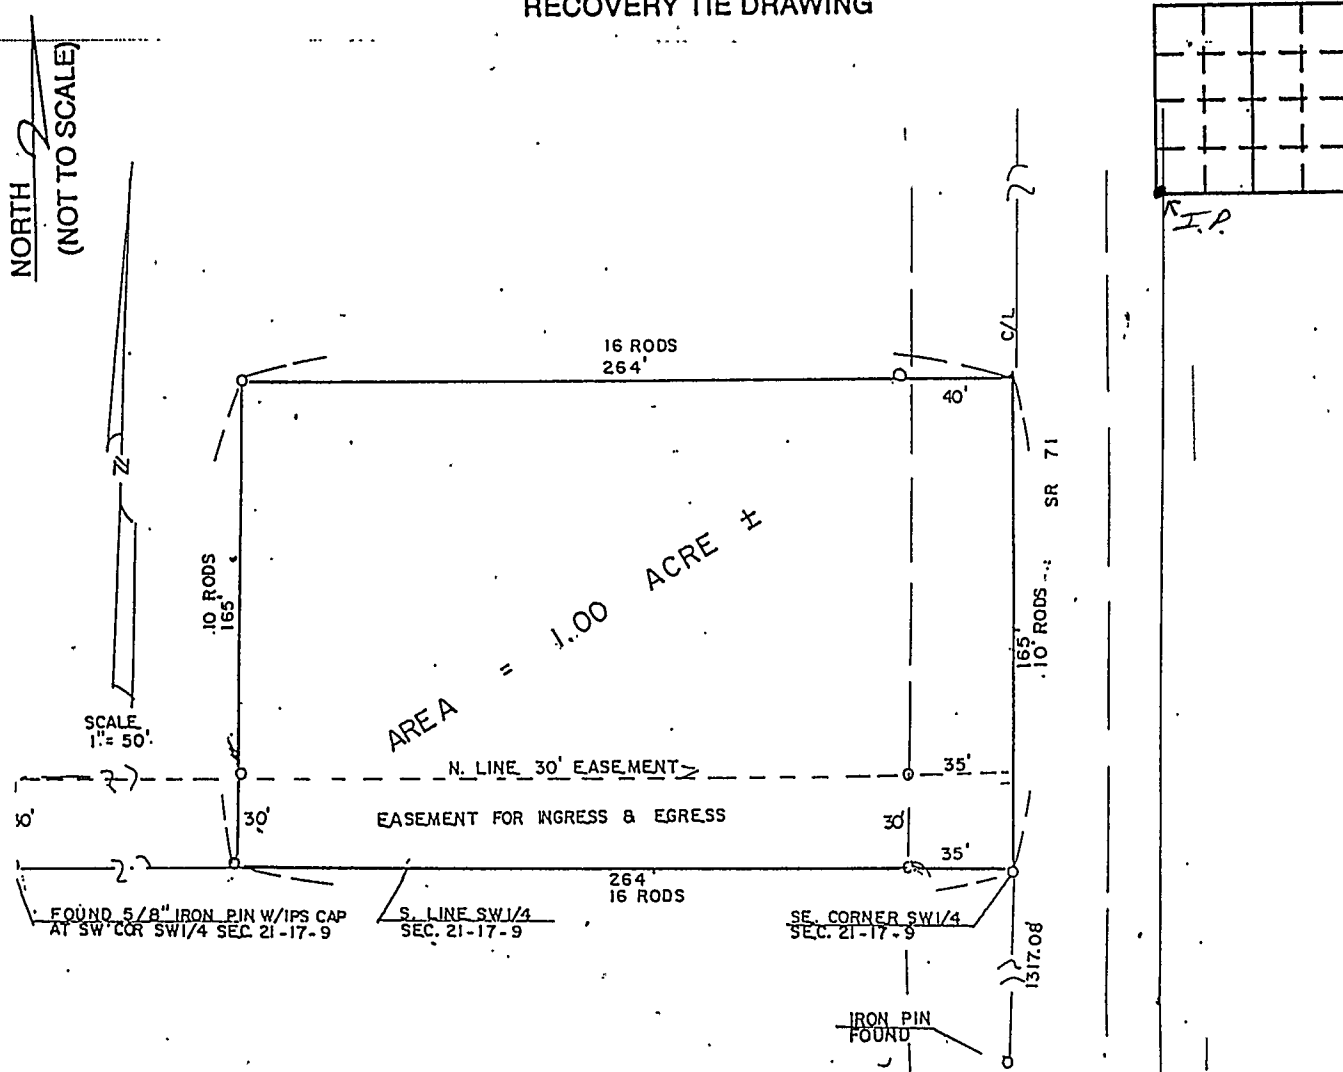 RECOVERY TIE DRAWING
NORTH
(NOT TO SCALE)
I.P.
N
SCALE
1"= 50'
16 RODS
264'
40'
C/L
SR 71
10 RODS
165'
165'
10 RODS
AREA = 1.00 ACRE ±
N. LINE 30' EASEMENT
35'
30'
30'
EASEMENT FOR INGRESS & EGRESS
30'
35'
264'
16 RODS
FOUND 5/8" IRON PIN W/IPS CAP
AT SW COR SW1/4 SEC. 21-17-9
S. LINE SW1/4
SEC. 21-17-9
SE. CORNER SW1/4
SEC. 21-17-9
1317.08'
IRON PIN
FOUND